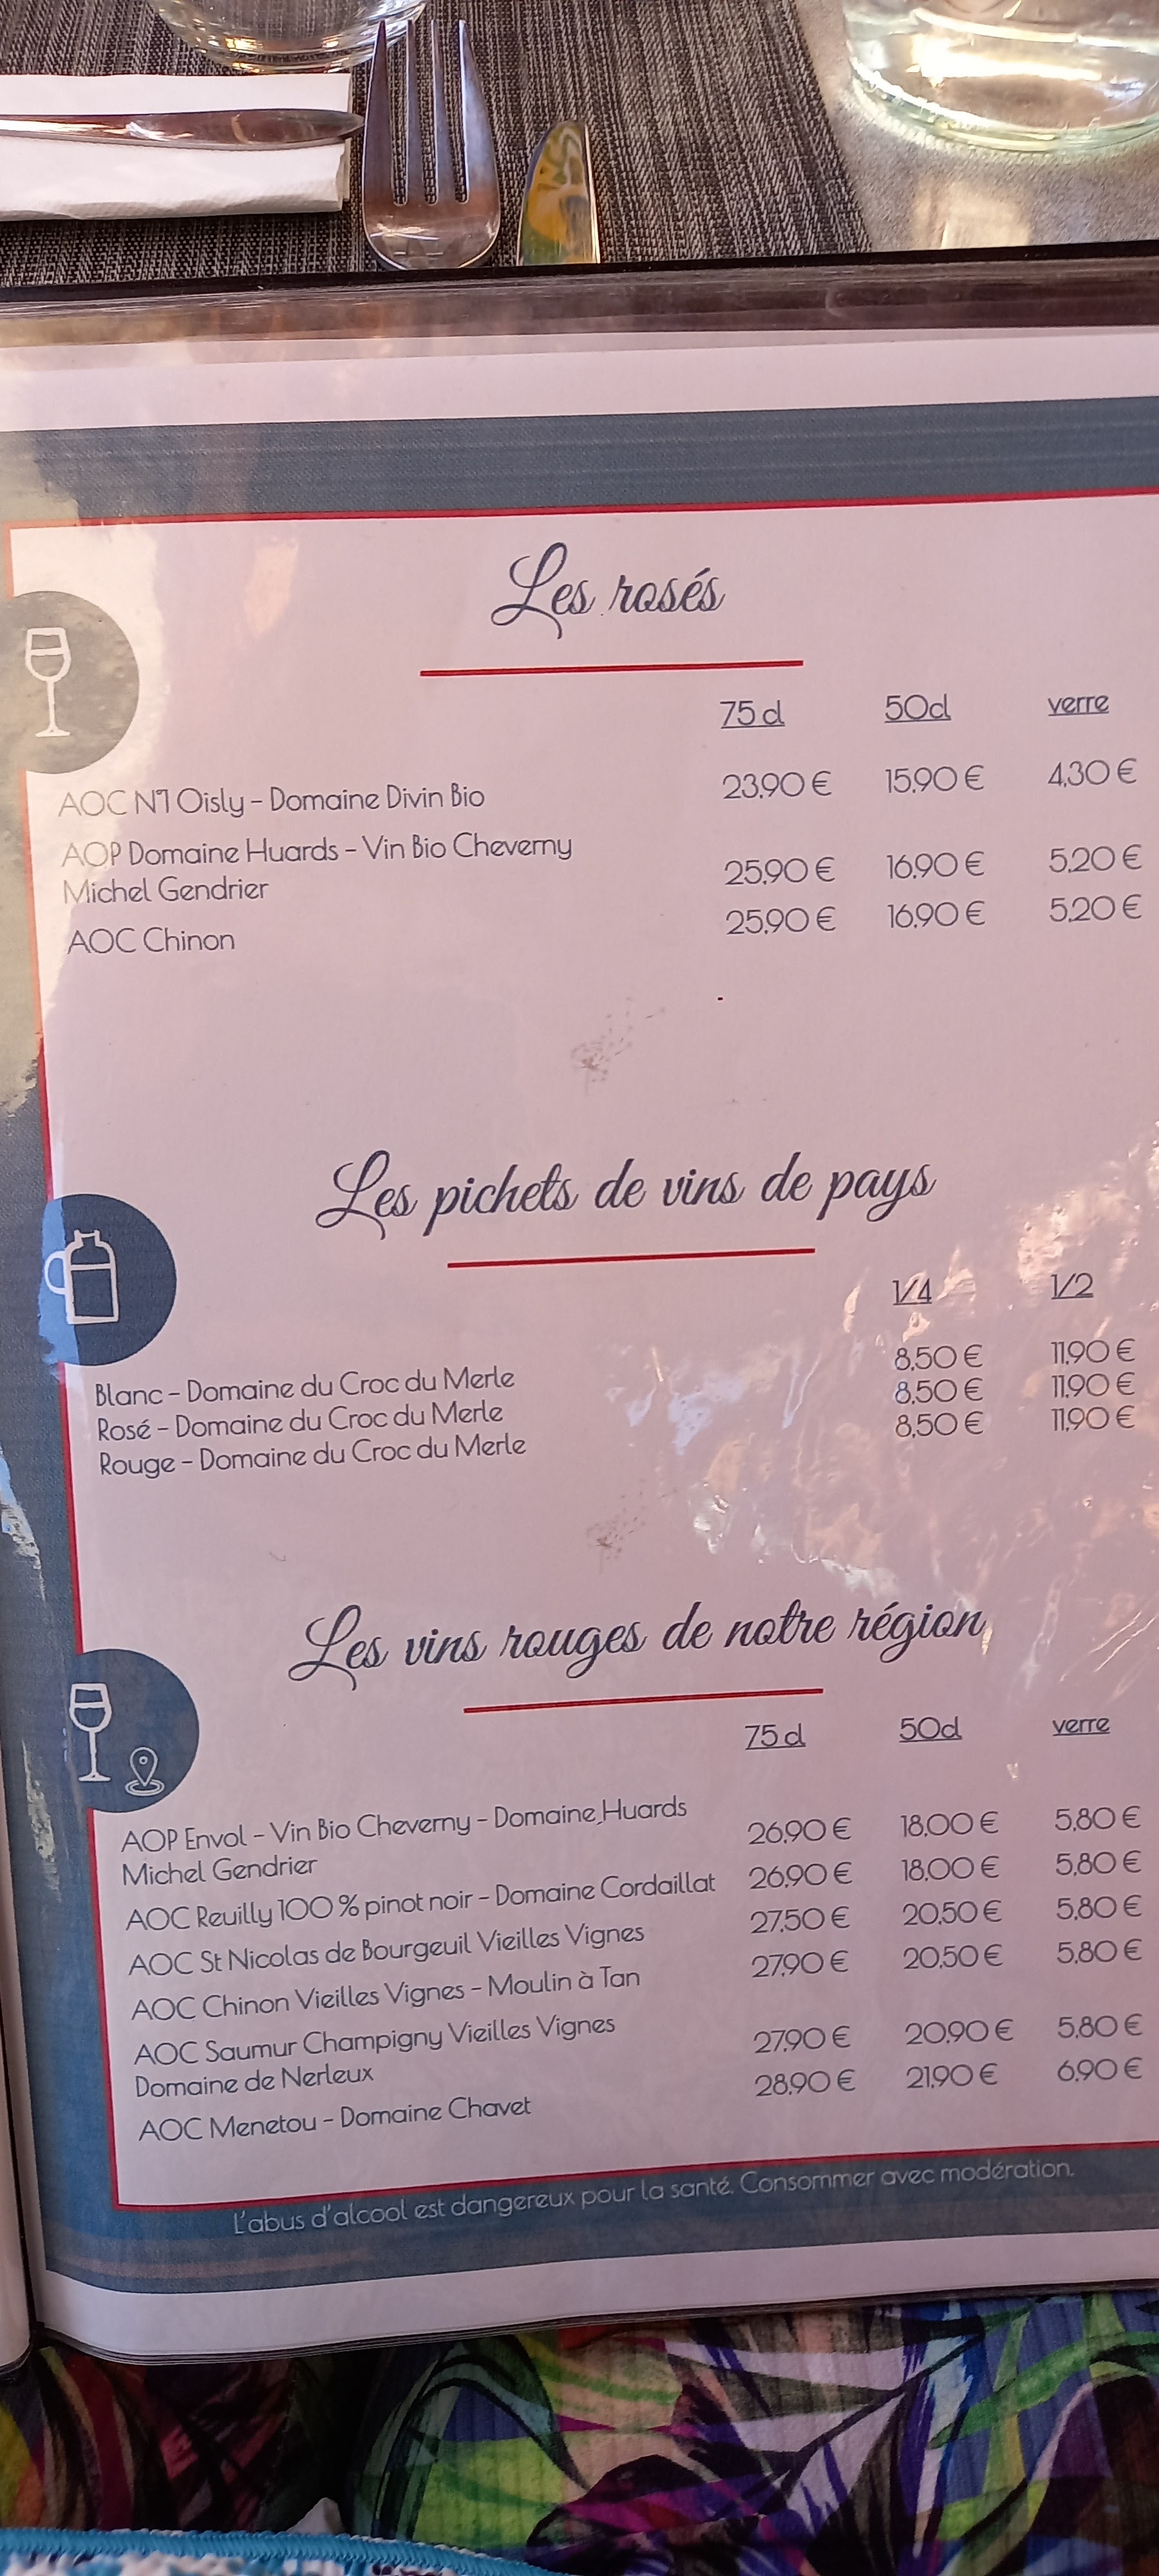 Les rosés
75 cl 50cl verre
AOC N°1 Oisly - Domaine Divin Bio 23,90 € 15,90 € 4,30 €
AOP Domaine Huards - Vin Bio Cheverny
Michel Gendrier 25,90 € 16,90 € 5,20 €
AOC Chinon 25,90 € 16,90 € 5,20 €
Les pichets de vins de pays
1/4 1/2
Blanc - Domaine du Croc du Merle 8,50 € 11,90 €
Rosé - Domaine du Croc du Merle 8,50 € 11,90 €
Rouge - Domaine du Croc du Merle 8,50 € 11,90 €
Les vins rouges de notre région
75 cl 50cl verre
AOP Envol - Vin Bio Cheverny - Domaine Huards
Michel Gendrier 26,90 € 18,00 € 5,80 €
AOC Reuilly 100 % pinot noir - Domaine Cordaillat 26,90 € 18,00 € 5,80 €
AOC St Nicolas de Bourgeuil Vieilles Vignes 27,50 € 20,50 € 5,80 €
AOC Chinon Vieilles Vignes - Moulin à Tan 27,90 € 20,50 € 5,80 €
AOC Saumur Champigny Vieilles Vignes
Domaine de Nerleux 27,90 € 20,90 € 5,80 €
AOC Menetou - Domaine Chavet 28,90 € 21,90 € 6,90 €
L'abus d'alcool est dangereux pour la santé. Consommer avec modération.